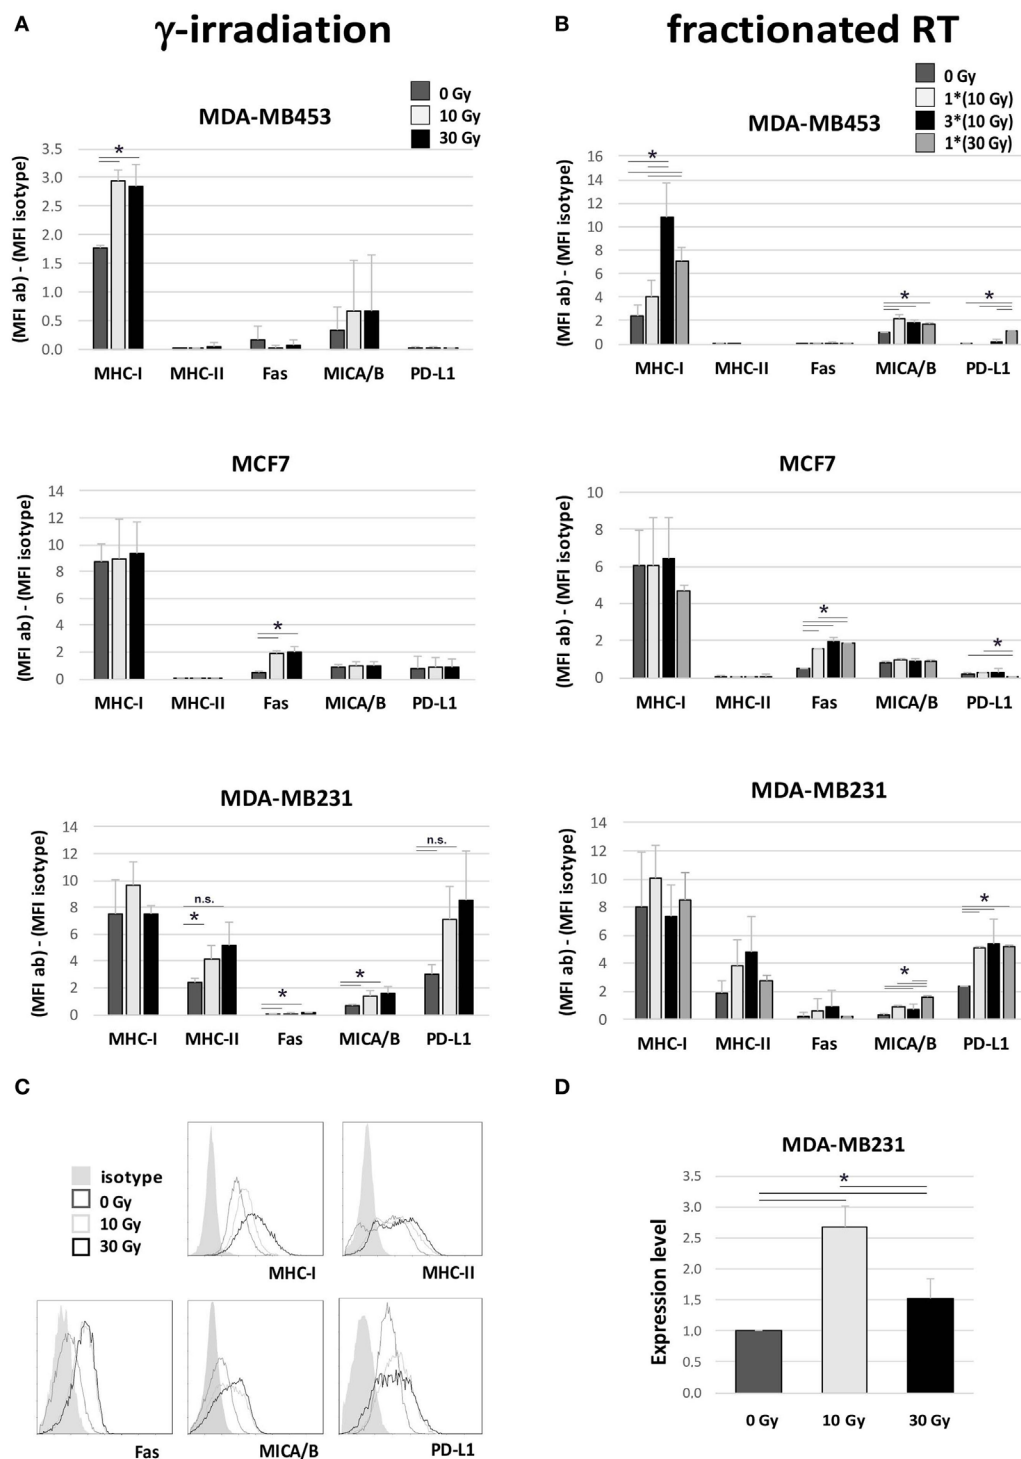 A
γ-irradiation
0 Gy
10 Gy
30 Gy
MDA-MB453
(MFI ab) - (MFI isotype)
3.5
3.0
2.5
2.0
1.5
1.0
0.5
0.0
*
MHC-I MHC-II Fas MICA/B PD-L1
MCF7
(MFI ab) - (MFI isotype)
14
12
10
8
6
4
2
0
*
MHC-I MHC-II Fas MICA/B PD-L1
MDA-MB231
(MFI ab) - (MFI isotype)
14
12
10
8
6
4
2
0
n.s.
*
*
*
n.s.
MHC-I MHC-II Fas MICA/B PD-L1
B
fractionated RT
0 Gy
1*(10 Gy)
3*(10 Gy)
1*(30 Gy)
MDA-MB453
(MFI ab) - (MFI isotype)
16
14
12
10
8
6
4
2
0
*
*
*
MHC-I MHC-II Fas MICA/B PD-L1
MCF7
(MFI ab) - (MFI isotype)
10
8
6
4
2
0
*
*
MHC-I MHC-II Fas MICA/B PD-L1
MDA-MB231
(MFI ab) - (MFI isotype)
14
12
10
8
6
4
2
0
*
*
MHC-I MHC-II Fas MICA/B PD-L1
C
isotype
0 Gy
10 Gy
30 Gy
MHC-I
MHC-II
Fas
MICA/B
PD-L1
D
MDA-MB231
Expression level
3.5
3.0
2.5
2.0
1.5
1.0
0.5
0.0
*
0 Gy 10 Gy 30 Gy